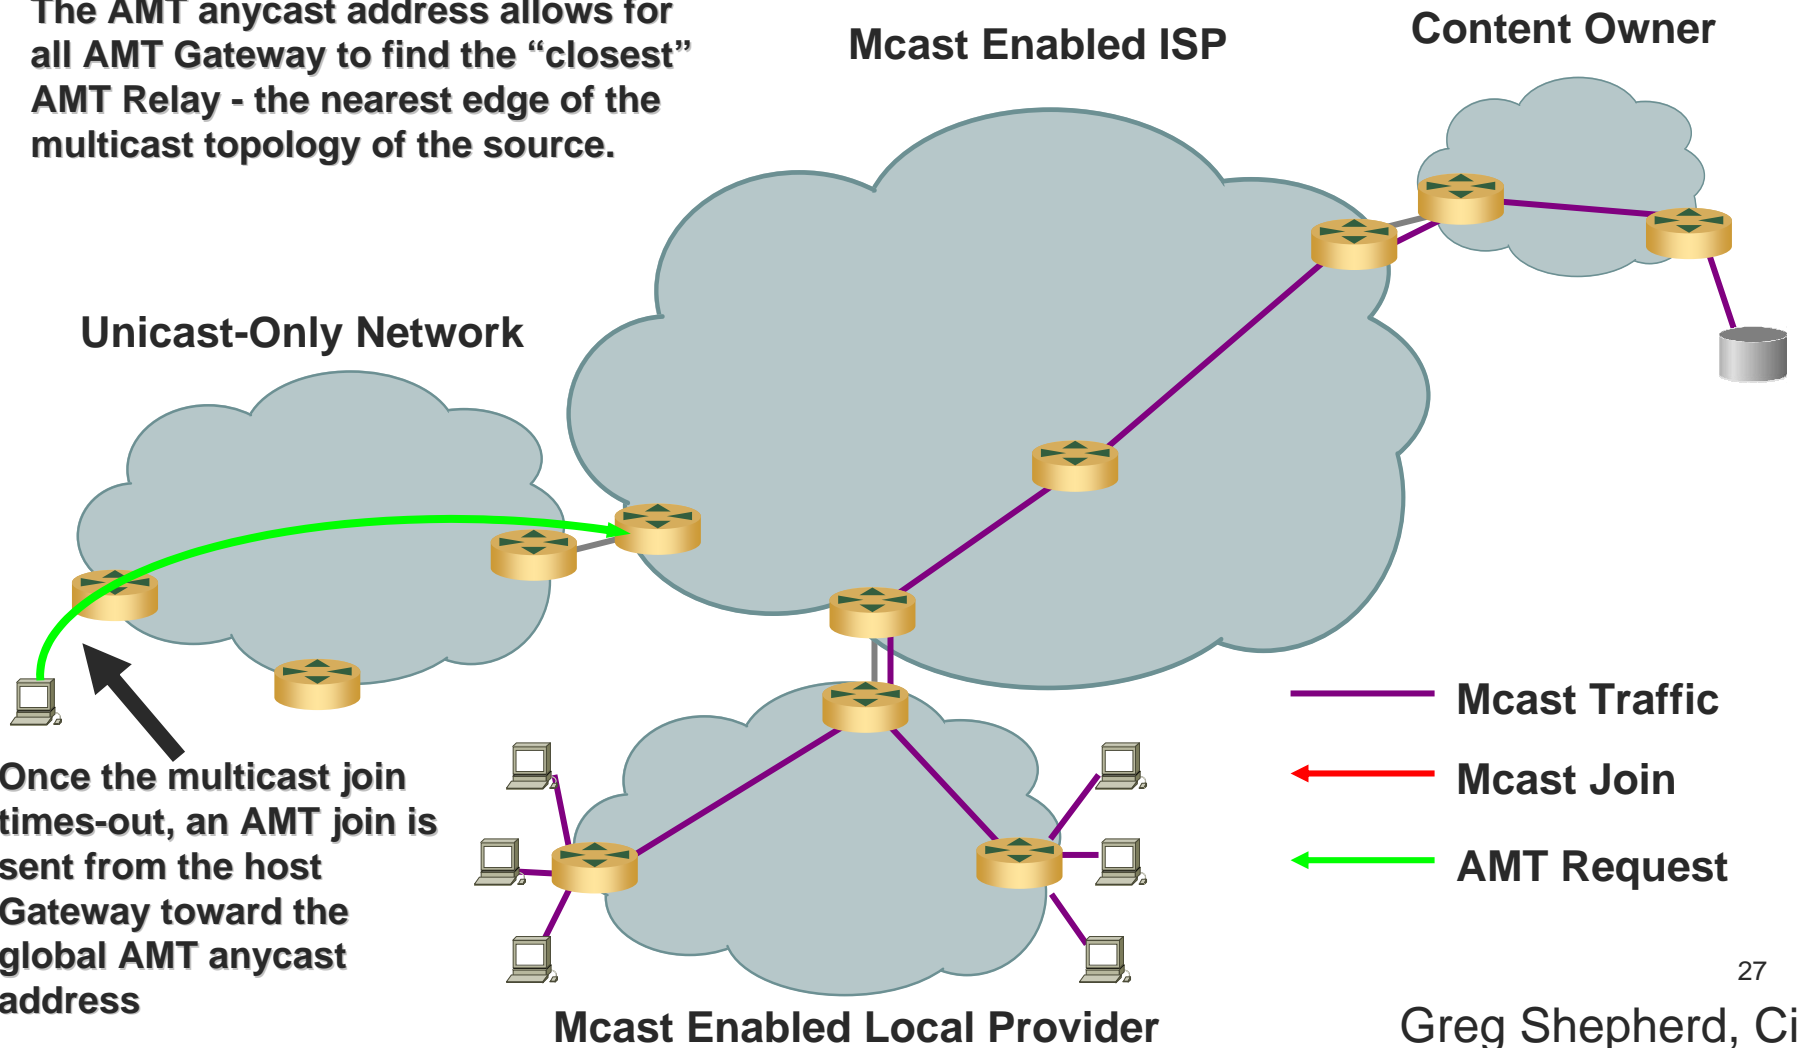 The AMT anycast address allows for
all AMT Gateway to find the “closest”
AMT Relay - the nearest edge of the
multicast topology of the source.
Mcast Enabled ISP
Content Owner
Unicast-Only Network
Once the multicast join
times-out, an AMT join is
sent from the host
Gateway toward the
global AMT anycast
address
Mcast Traffic
Mcast Join
AMT Request
Mcast Enabled Local Provider
27
Greg Shepherd, Ci